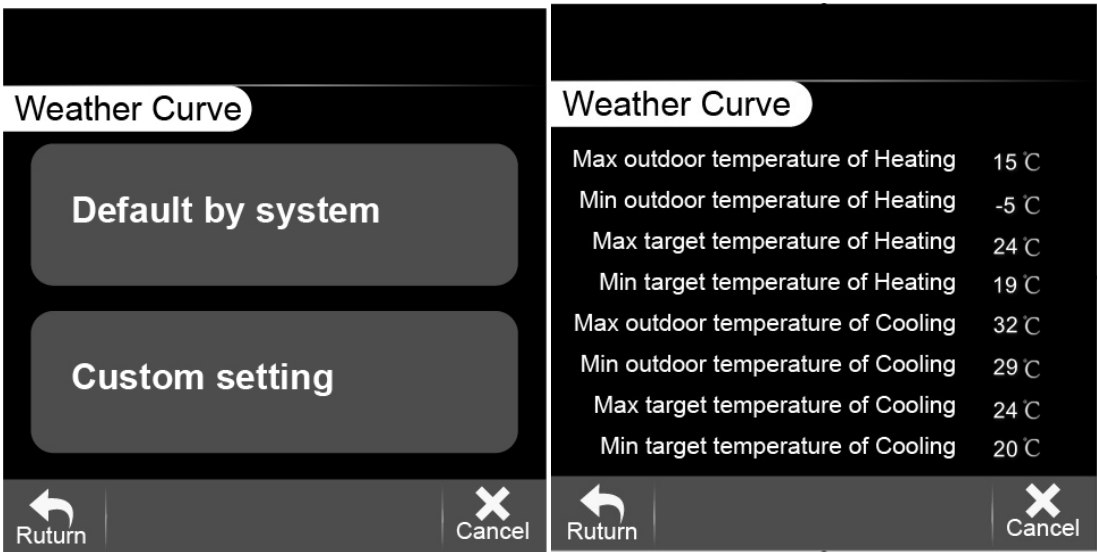 Weather Curve
Default by system
Custom setting
Ruturn
Cancel
Weather Curve
Max outdoor temperature of Heating 15 ℃
Min outdoor temperature of Heating -5 ℃
Max target temperature of Heating 24 ℃
Min target temperature of Heating 19 ℃
Max outdoor temperature of Cooling 32 ℃
Min outdoor temperature of Cooling 29 ℃
Max target temperature of Cooling 24 ℃
Min target temperature of Cooling 20 ℃
Ruturn
Cancel